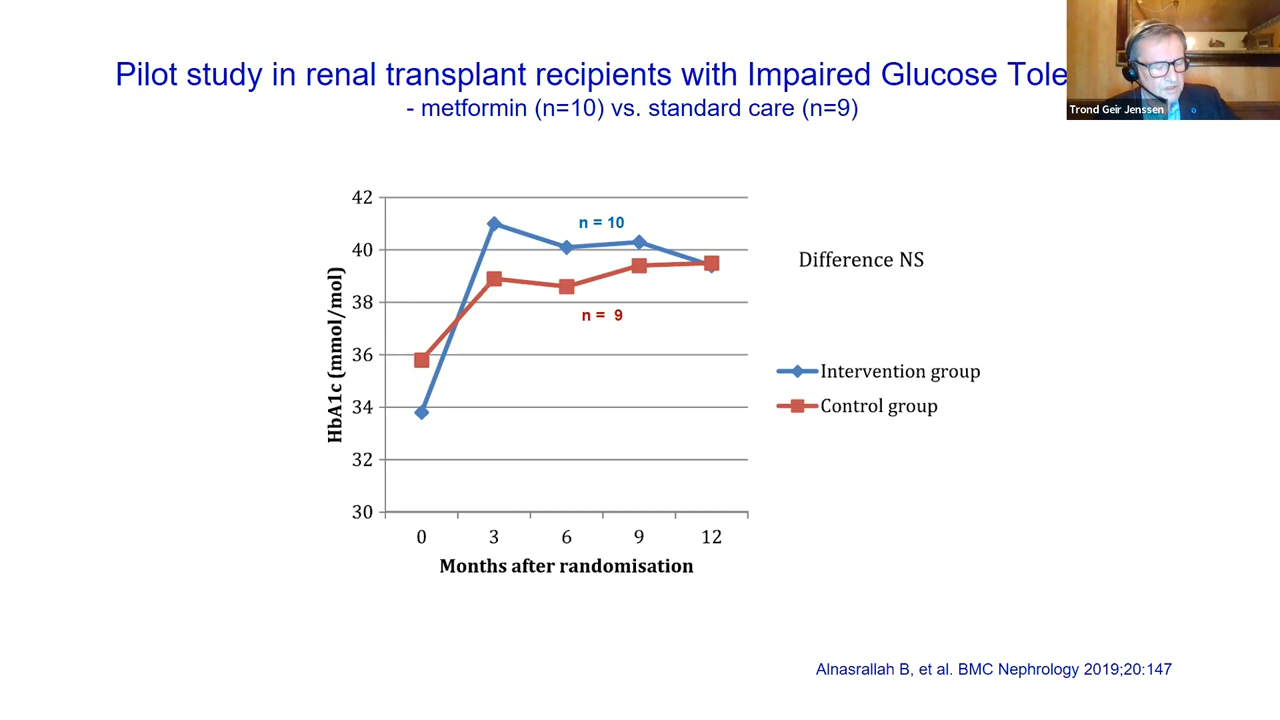 Pilot study in renal transplant recipients with Impaired Glucose Tole
- metformin (n=10) vs. standard care (n=9)
Trond Geir Jenssen
42
40
38
36
34
32
30
HbA1c (mmol/mol)
n = 10
n = 9
0 3 6 9 12
Months after randomisation
Difference NS
Intervention group
Control group
Alnasrallah B, et al. BMC Nephrology 2019;20:147